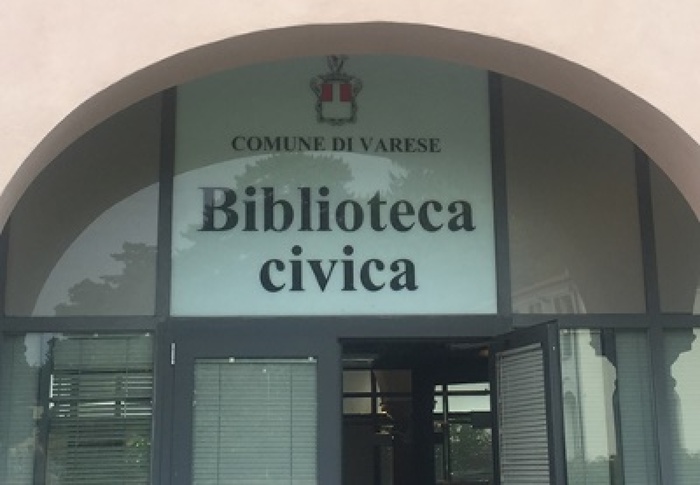 COMUNE DI VARESE
Biblioteca
civica